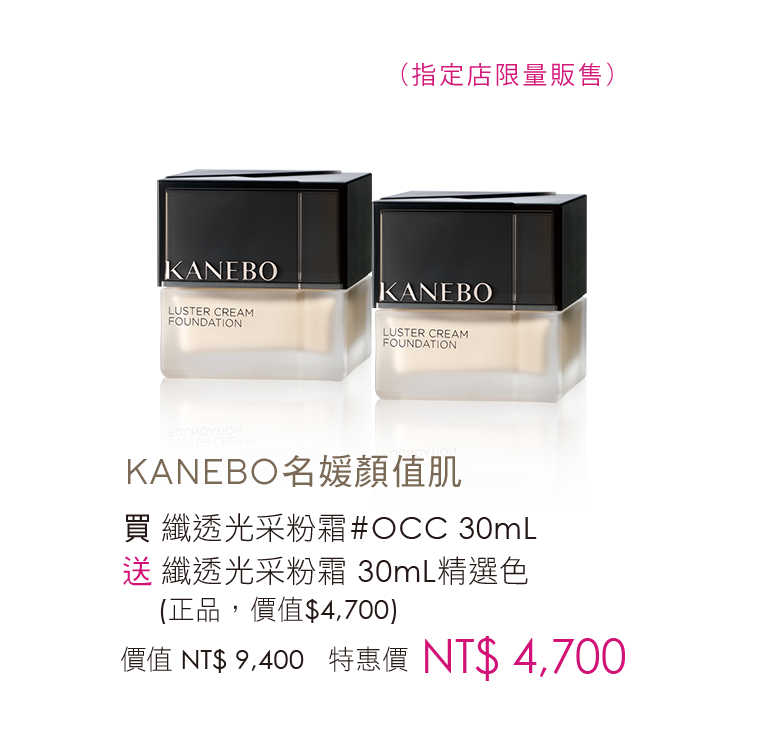 （指定店限量販售）
KANEBO
LUSTER CREAM
FOUNDATION
KANEBO
LUSTER CREAM
FOUNDATION
KANEBO名媛顏值肌
買 纖透光采粉霜#OCC 30mL
送 纖透光采粉霜 30mL精選色
(正品，價值$4,700)
價值 NT$ 9,400 特惠價 NT$ 4,700